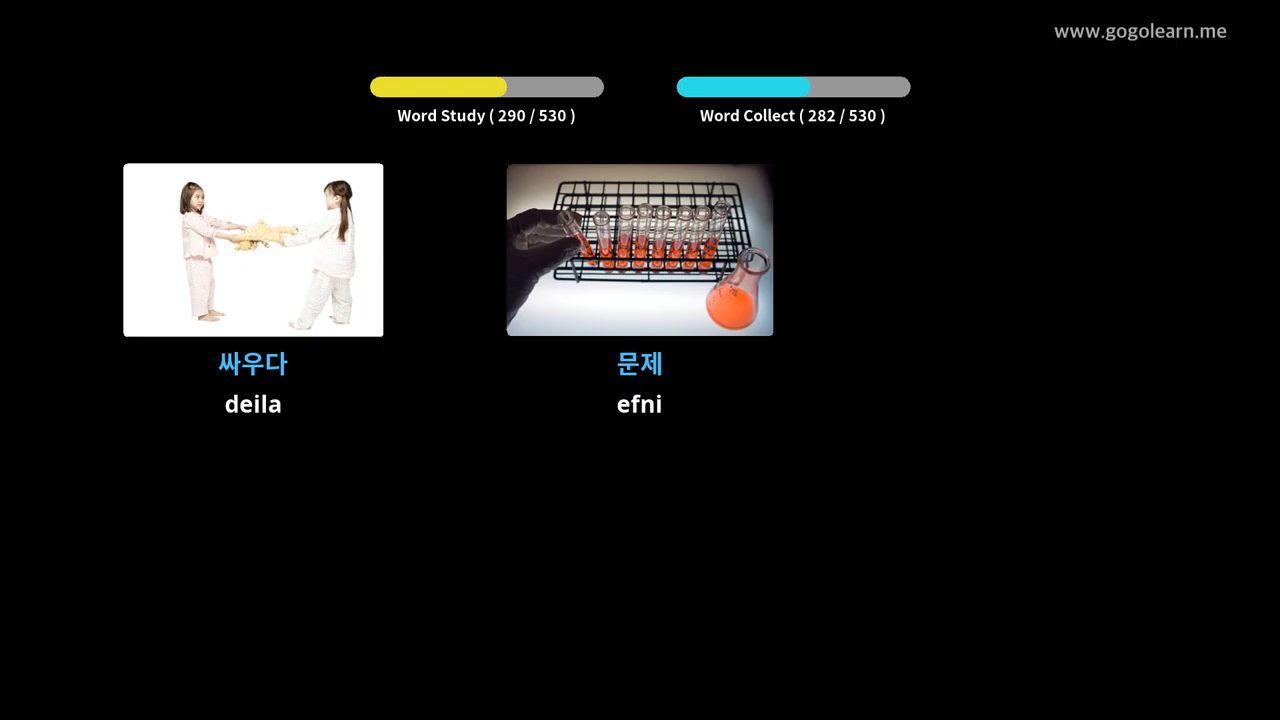 www.gogolearn.me
Word Study ( 290 / 530 )
Word Collect ( 282 / 530 )
싸우다
deila
문제
efni